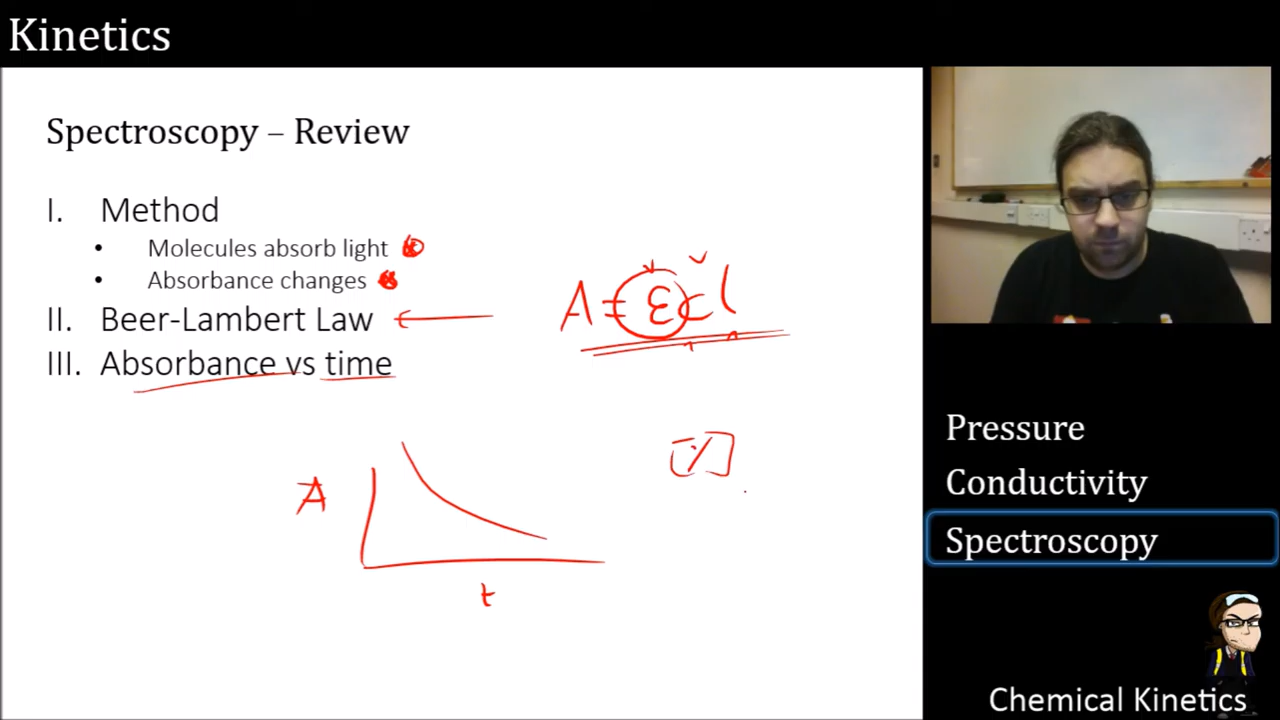 Kinetics
Spectroscopy – Review
I. Method
• Molecules absorb light
• Absorbance changes
II. Beer-Lambert Law
III. Absorbance vs time
A = εcl
A
t
Pressure
Conductivity
Spectroscopy
Chemical Kinetics